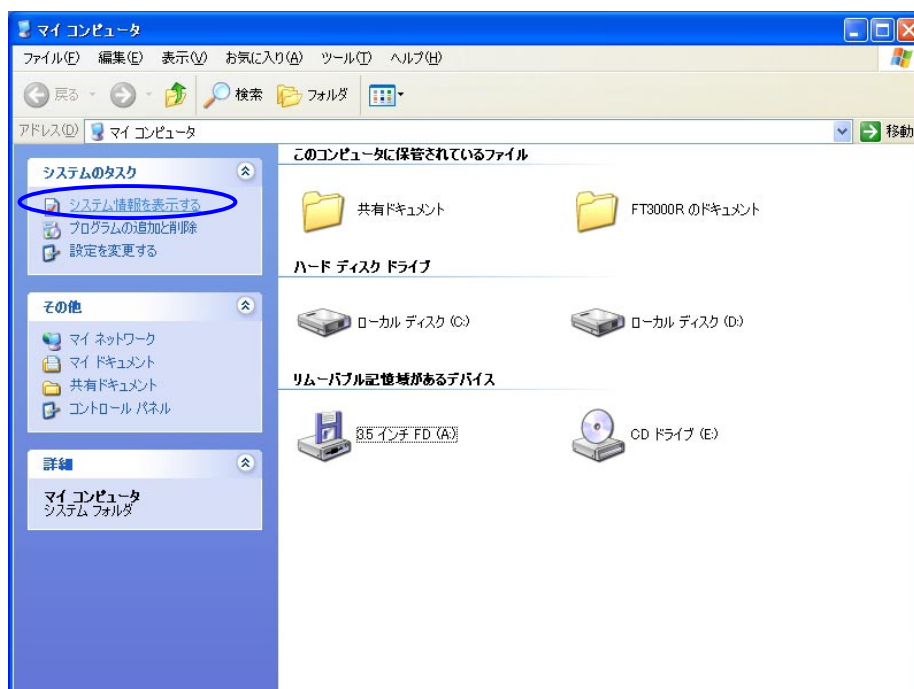 マイ コンピュータ
ファイル(F) 編集(E) 表示(V) お気に入り(A) ツール(T) ヘルプ(H)
戻る 検索 フォルダ
アドレス(D) マイ コンピュータ 移動
システムのタスク
システム情報を表示する
プログラムの追加と削除
設定を変更する
その他
マイ ネットワーク
マイ ドキュメント
共有ドキュメント
コントロール パネル
詳細
マイ コンピュータ
システム フォルダ
このコンピュータに保管されているファイル
共有ドキュメント FT3000R のドキュメント
ハード ディスク ドライブ
ローカル ディスク (C:) ローカル ディスク (D:)
リムーバブル記憶域があるデバイス
3.5 インチ FD (A:) CD ドライブ (E:)